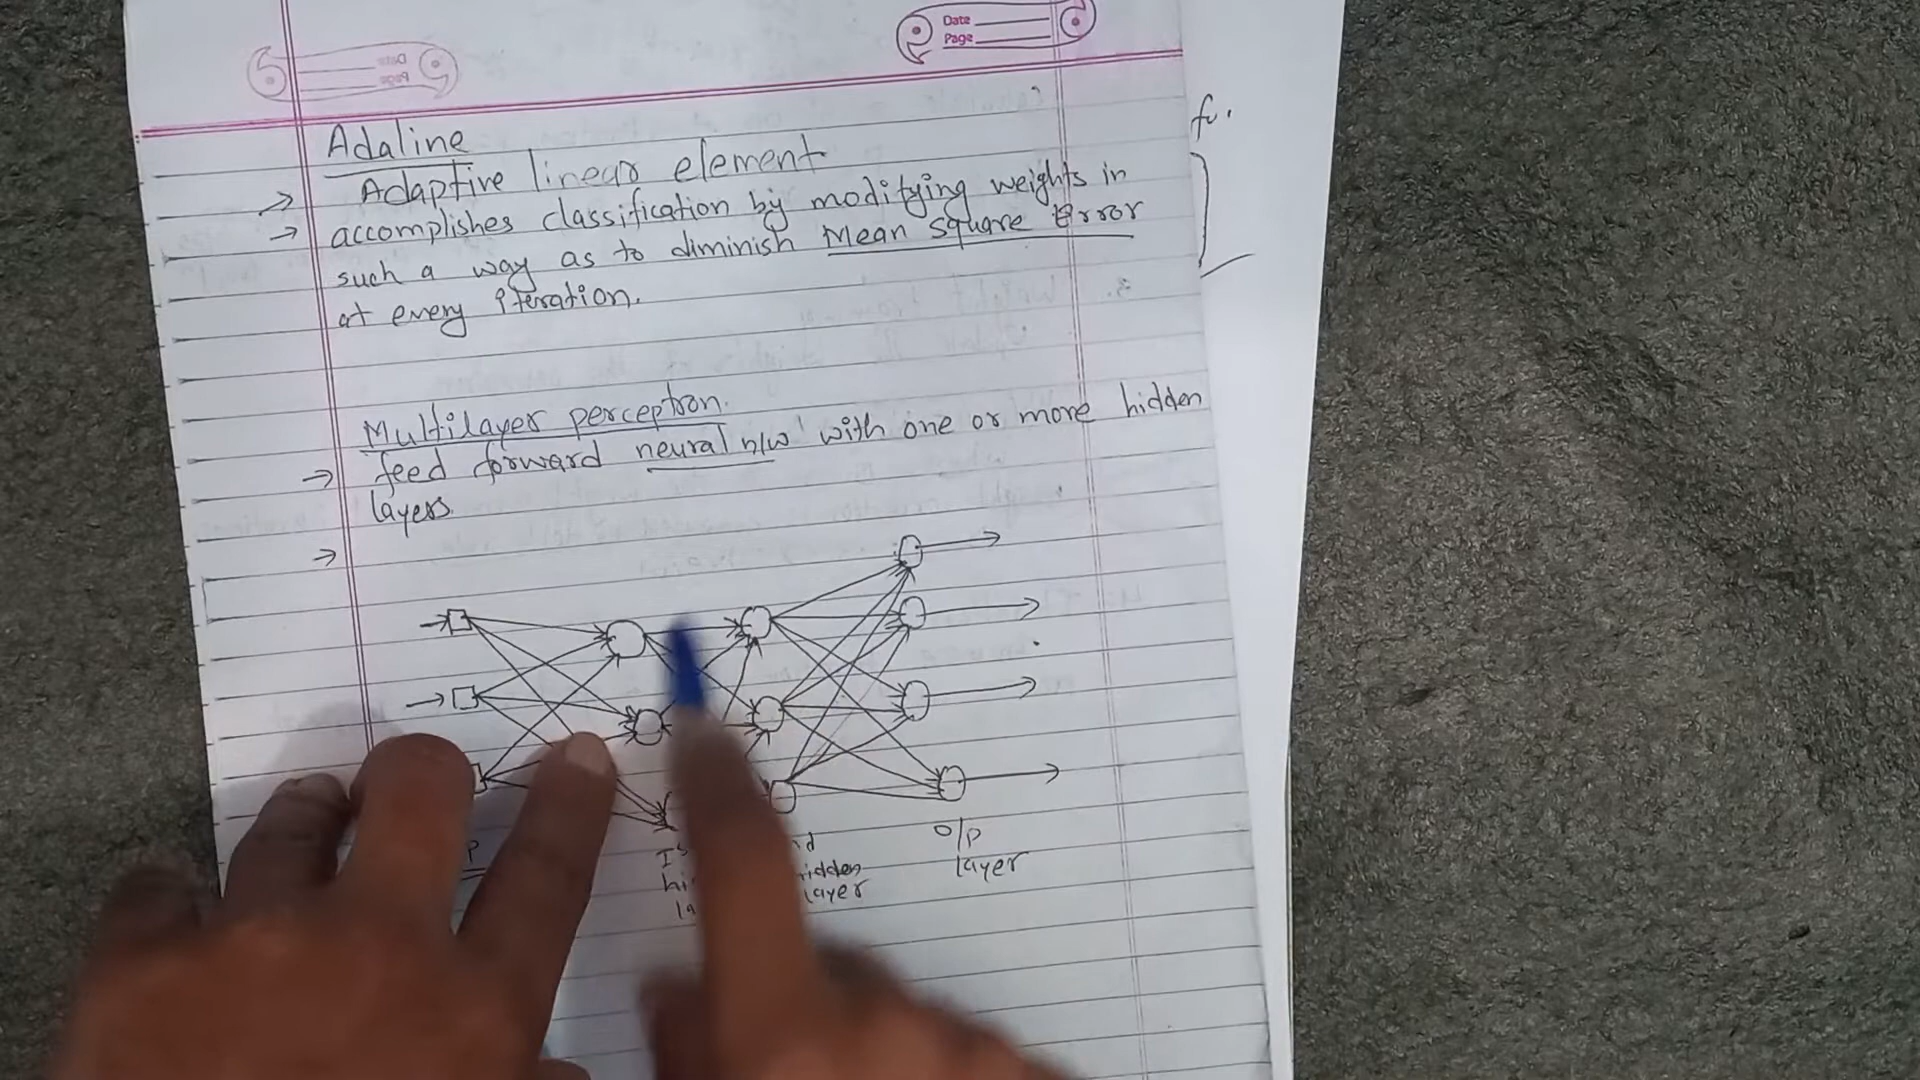 Date
Page
fu.
Adaline
→ Adaptive linear element
→ accomplishes classification by modifying weights in
such a way as to diminish Mean square Error
at every iteration.
Multilayer perceptron.
→ feed forward neural n/w with one or more hidden
layers.
→
O/P
layer
hidden
layer